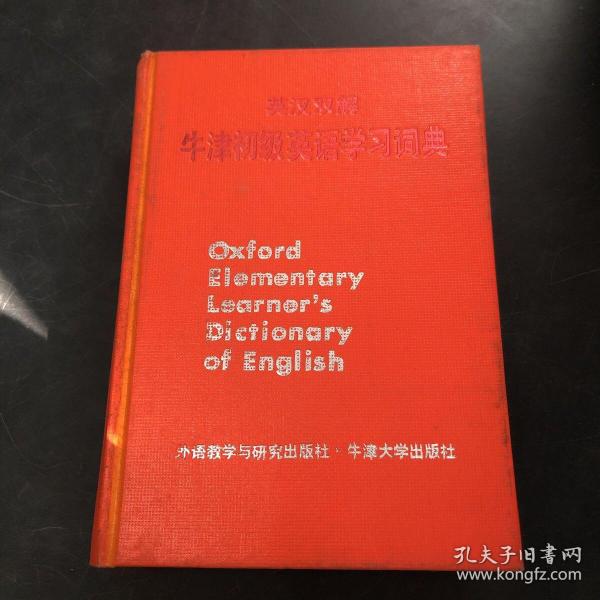 英汉双解
牛津初级英语学习词典
Oxford
Elementary
Learner's
Dictionary
of English
外语教学与研究出版社·牛津大学出版社
孔夫子旧书网
www.kongfz.com